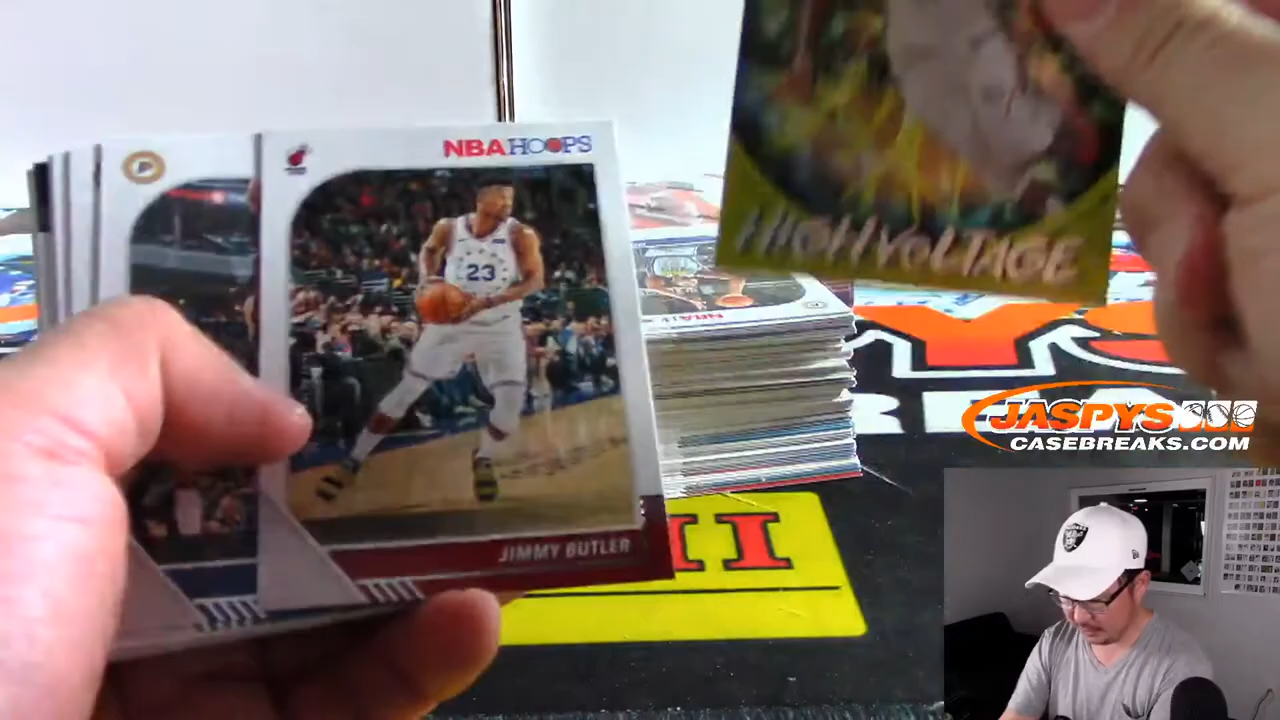 NBA HOOPS
23
JIMMY BUTLER
HIGH VOLTAGE
JASPYS
CASEBREAKS.COM